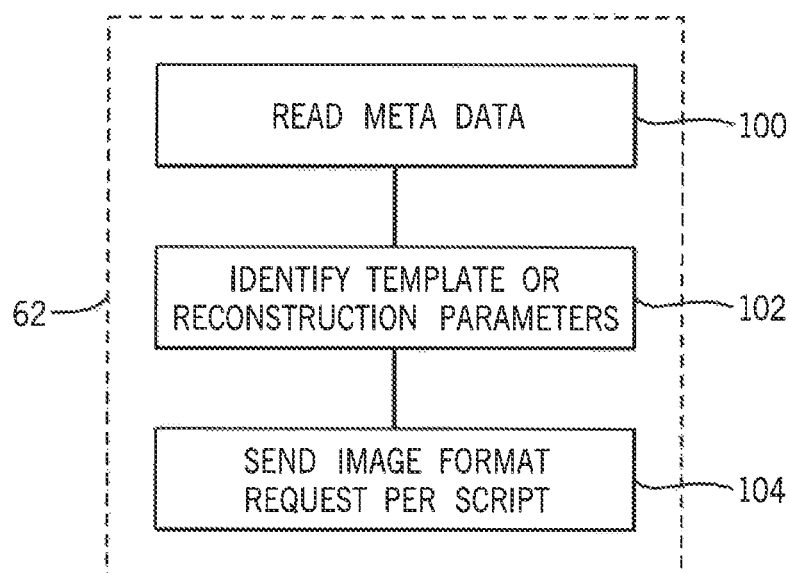 READ META DATA
100
IDENTIFY TEMPLATE OR
RECONSTRUCTION PARAMETERS
62
102
SEND IMAGE FORMAT
REQUEST PER SCRIPT
104